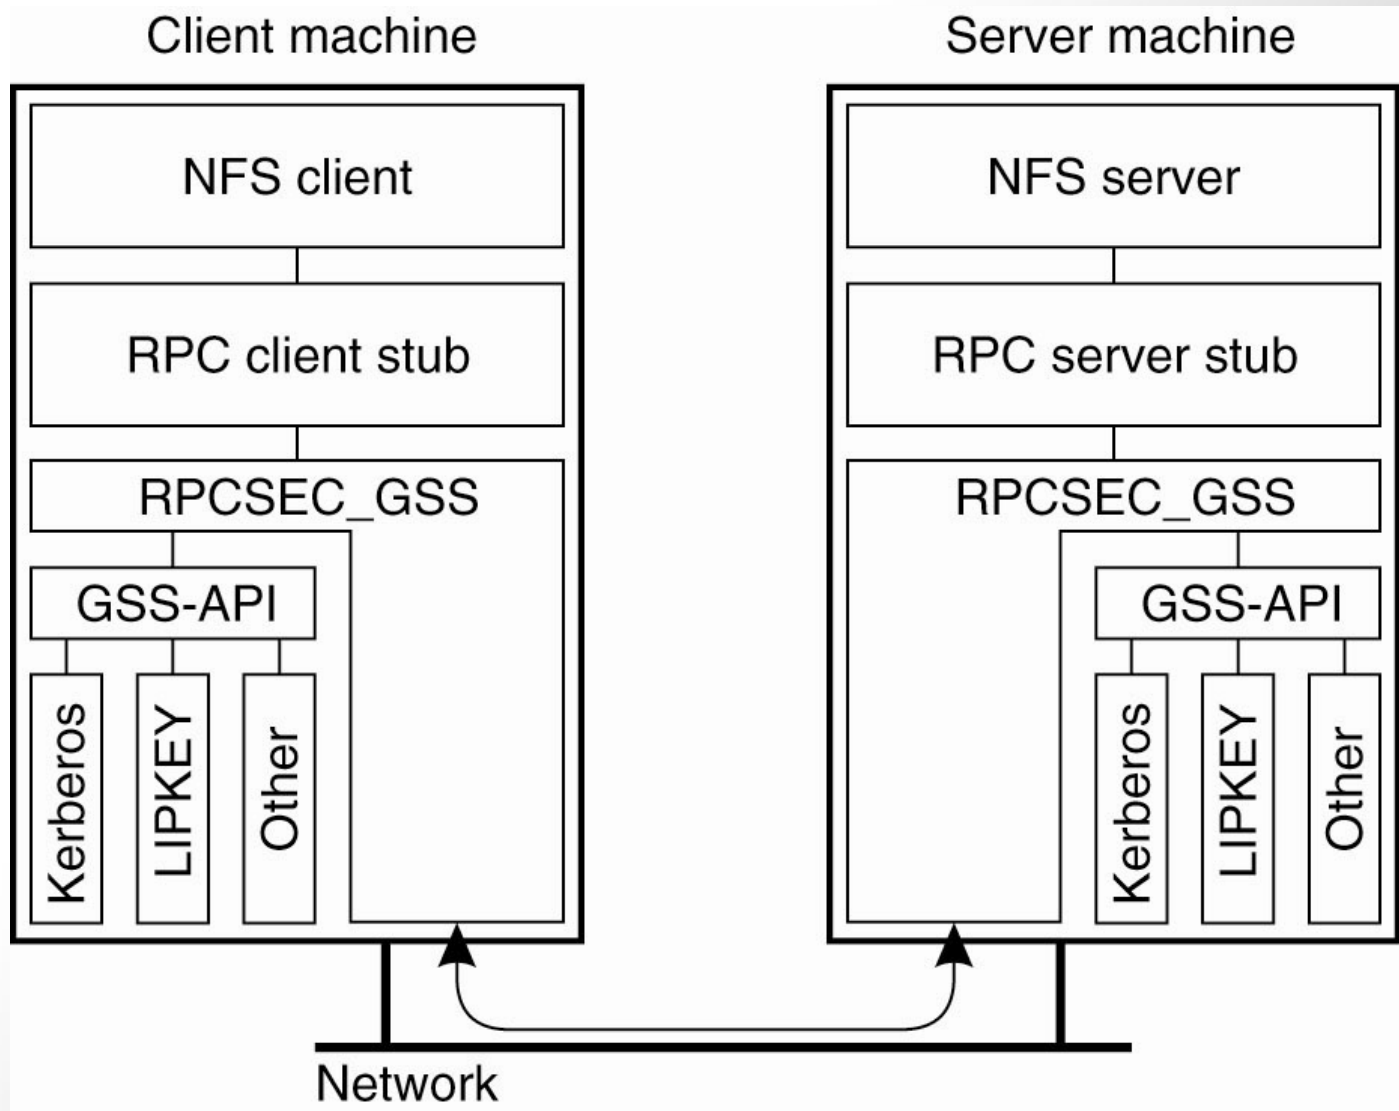 Client machine
NFS client
RPC client stub
RPCSEC_GSS
GSS-API
Kerberos
LIPKEY
Other
Server machine
NFS server
RPC server stub
RPCSEC_GSS
GSS-API
Kerberos
LIPKEY
Other
Network